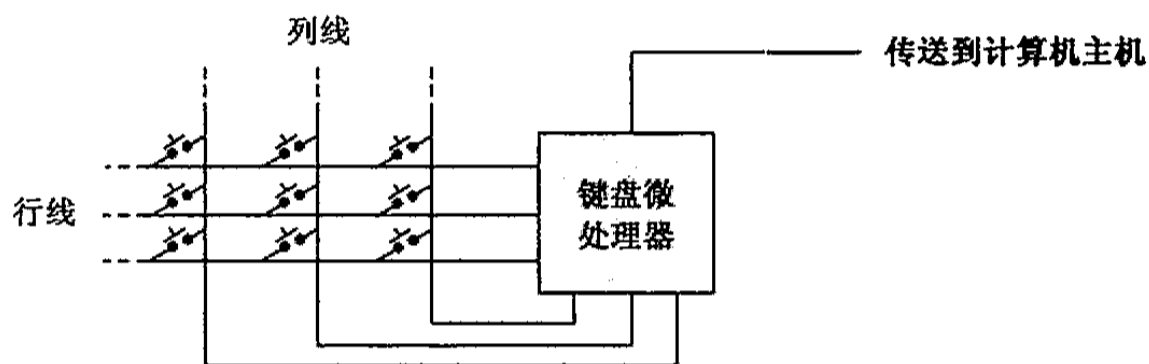 列线
传送到计算机主机
行线
键盘微
处理器